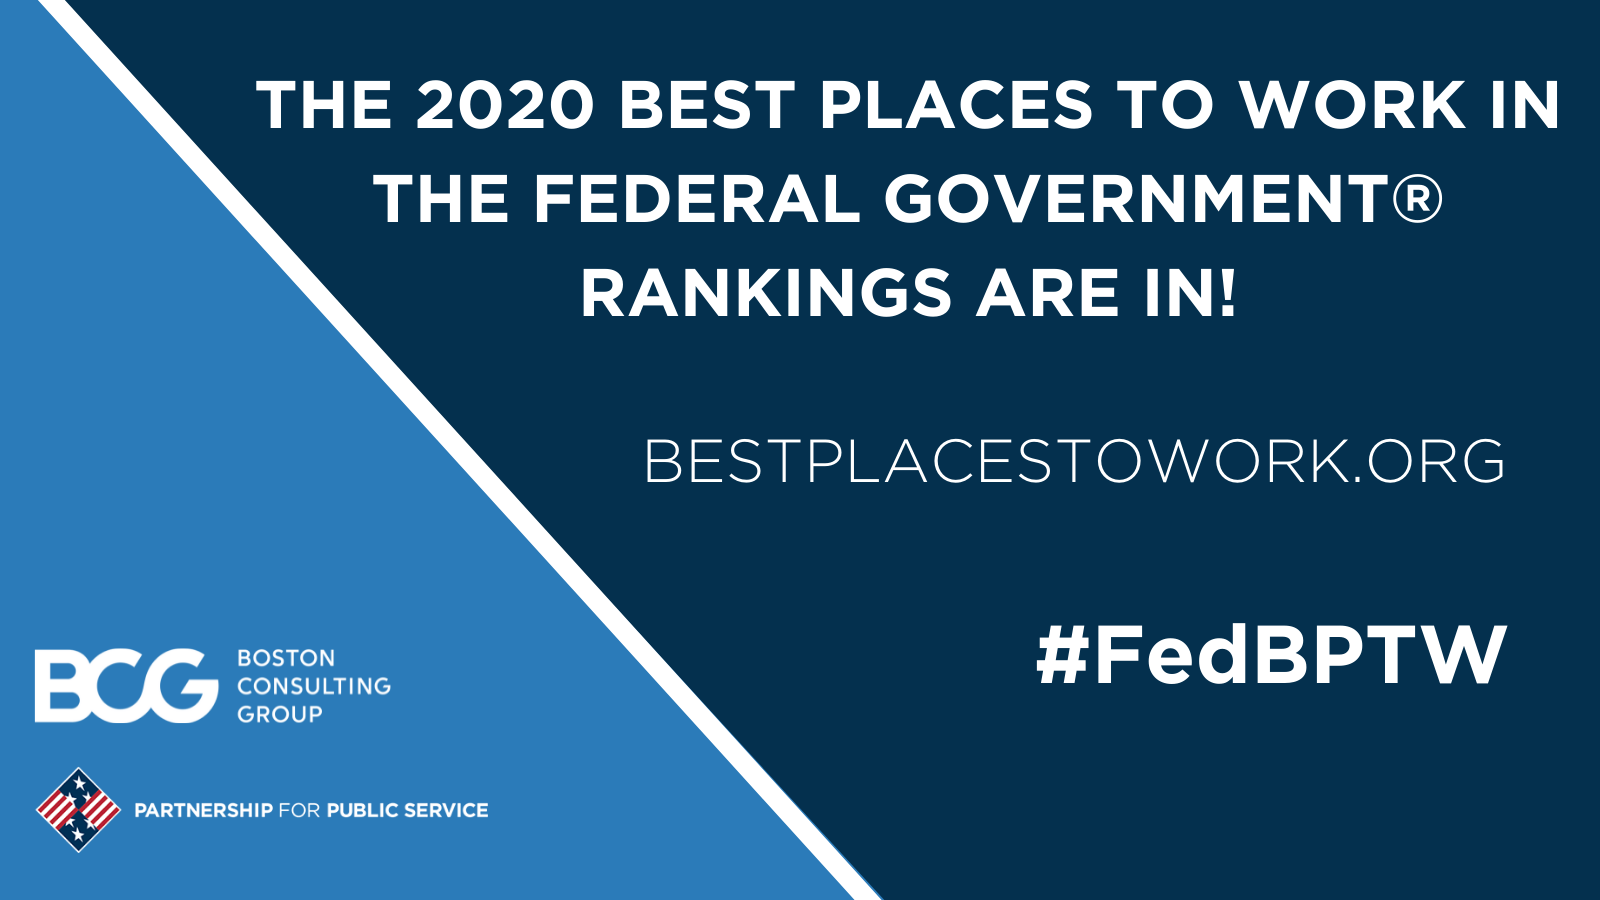 THE 2020 BEST PLACES TO WORK IN
THE FEDERAL GOVERNMENT®
RANKINGS ARE IN!
BESTPLACESTOWORK.ORG
#FedBPTW
BCG
BOSTON
CONSULTING
GROUP
PARTNERSHIP FOR PUBLIC SERVICE